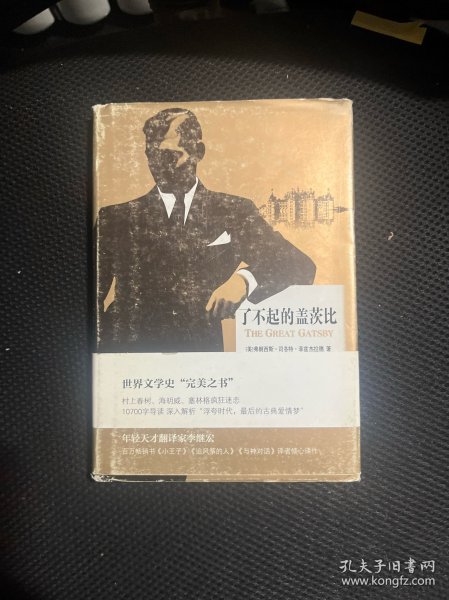 了不起的盖茨比
THE GREAT GATSBY
[美]弗朗西斯·司各特·菲茨杰拉德 著
世界文学史“完美之书”
村上春树、海明威、塞林格疯狂迷恋
10700字导读 深入解析“浮夸时代，最后的古典爱情梦”
年轻天才翻译家李继宏
百万畅销书《小王子》《追风筝的人》《与神对话》译者倾心译作
孔夫子旧书网
www.kongfz.com